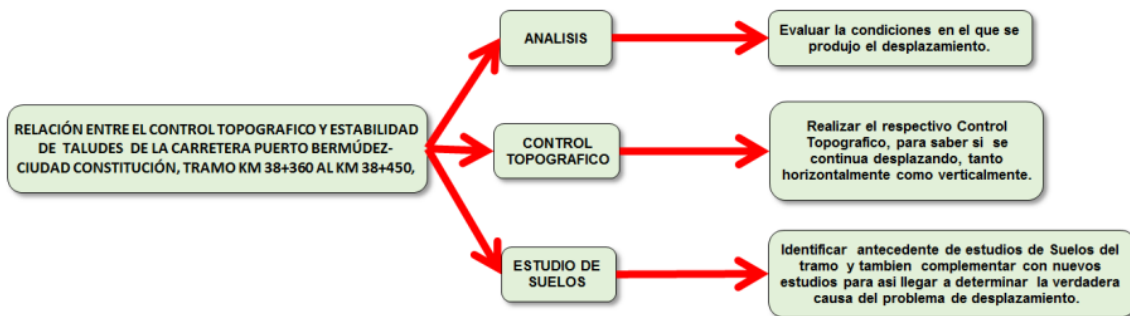 RELACIÓN ENTRE EL CONTROL TOPOGRAFICO Y ESTABILIDAD
DE TALUDES DE LA CARRETERA PUERTO BERMÚDEZ-
CIUDAD CONSTITUCIÓN, TRAMO KM 38+360 AL KM 38+450,
ANALISIS
Evaluar la condiciones en el que se
produjo el desplazamiento.
CONTROL
TOPOGRAFICO
Realizar el respectivo Control
Topografico, para saber si se
continua desplazando, tanto
horizontalmente como verticalmente.
ESTUDIO DE
SUELOS
Identificar antecedente de estudios de Suelos del
tramo y tambien complementar con nuevos
estudios para asi llegar a determinar la verdadera
causa del problema de desplazamiento.